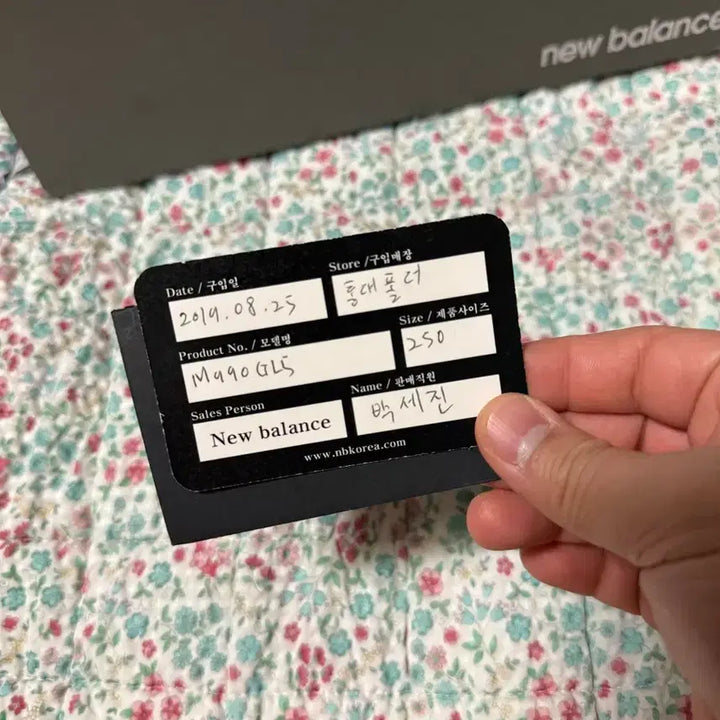 new balance
Date / 구입일
Store /구입매장
2019.08.25
홍대폴더
Product No. / 모델명
Size / 제품사이즈
M990GL5
250
Sales Person
Name / 판매직원
New balance
박세진
www.nbkorea.com